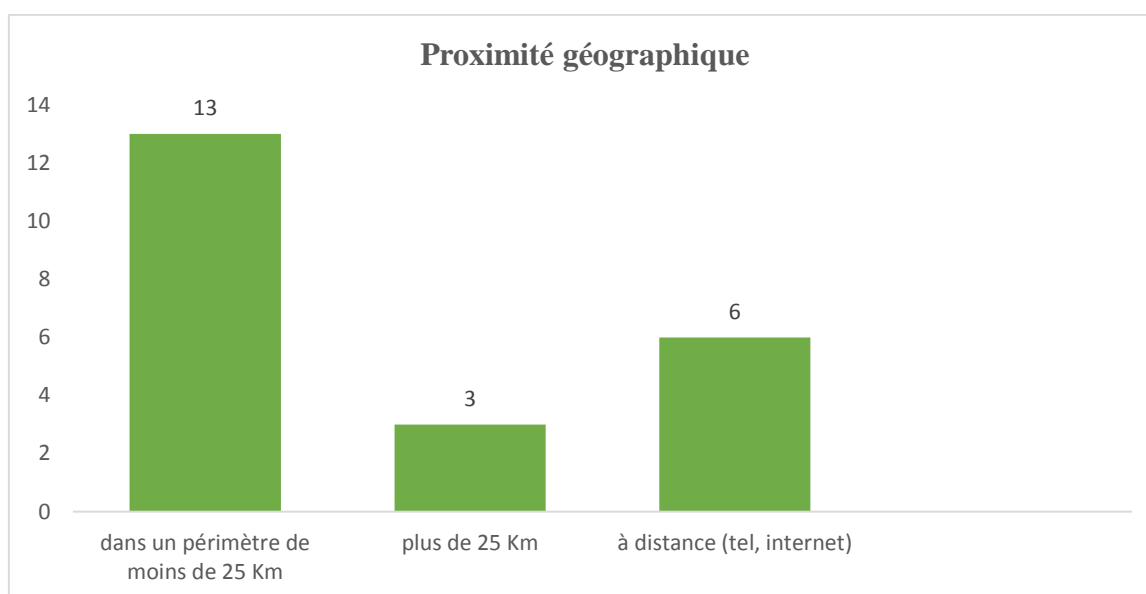 Proximité géographique
14
12
10
8
6
4
2
0
13
3
6
dans un périmètre de
moins de 25 Km
plus de 25 Km
à distance (tel, internet)